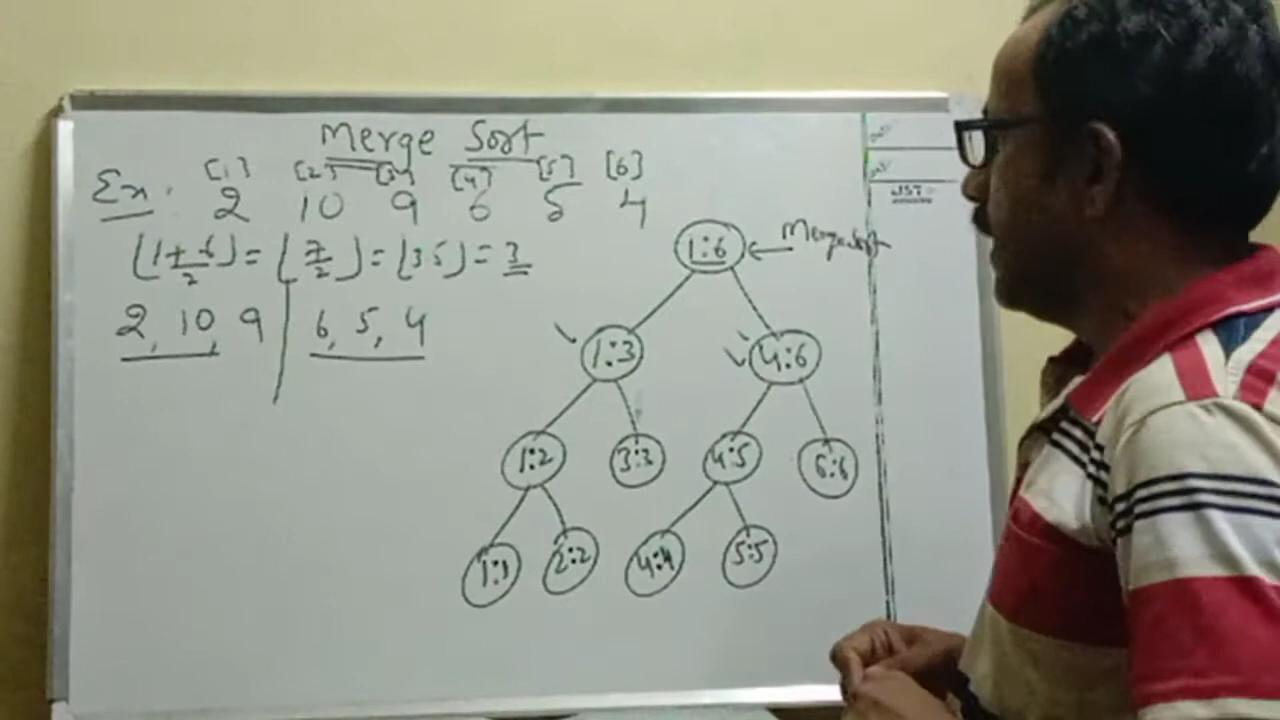 Merge Sort
[1] [2] [3] [4] [5] [6]
Ex: 2 10 9 6 5 4
⌊1+6/2⌋ = ⌊7/2⌋ = ⌊3.5⌋ = 3
2, 10, 9 | 6, 5, 4
1:6 ← Mergesort
1:3 4:6
1:2 3:3 4:5 6:6
1:1 2:2 4:4 5:5